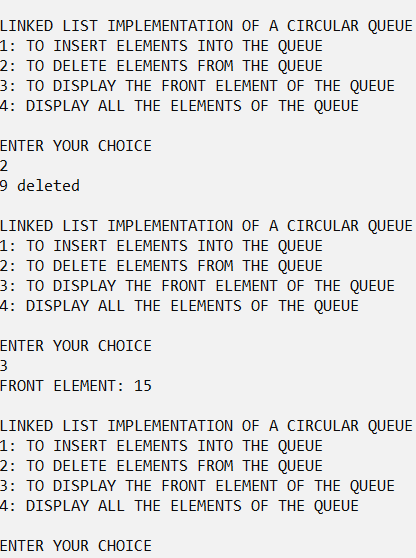 LINKED LIST IMPLEMENTATION OF A CIRCULAR QUEUE
1: TO INSERT ELEMENTS INTO THE QUEUE
2: TO DELETE ELEMENTS FROM THE QUEUE
3: TO DISPLAY THE FRONT ELEMENT OF THE QUEUE
4: DISPLAY ALL THE ELEMENTS OF THE QUEUE
ENTER YOUR CHOICE
2
9 deleted
LINKED LIST IMPLEMENTATION OF A CIRCULAR QUEUE
1: TO INSERT ELEMENTS INTO THE QUEUE
2: TO DELETE ELEMENTS FROM THE QUEUE
3: TO DISPLAY THE FRONT ELEMENT OF THE QUEUE
4: DISPLAY ALL THE ELEMENTS OF THE QUEUE
ENTER YOUR CHOICE
3
FRONT ELEMENT: 15
LINKED LIST IMPLEMENTATION OF A CIRCULAR QUEUE
1: TO INSERT ELEMENTS INTO THE QUEUE
2: TO DELETE ELEMENTS FROM THE QUEUE
3: TO DISPLAY THE FRONT ELEMENT OF THE QUEUE
4: DISPLAY ALL THE ELEMENTS OF THE QUEUE
ENTER YOUR CHOICE